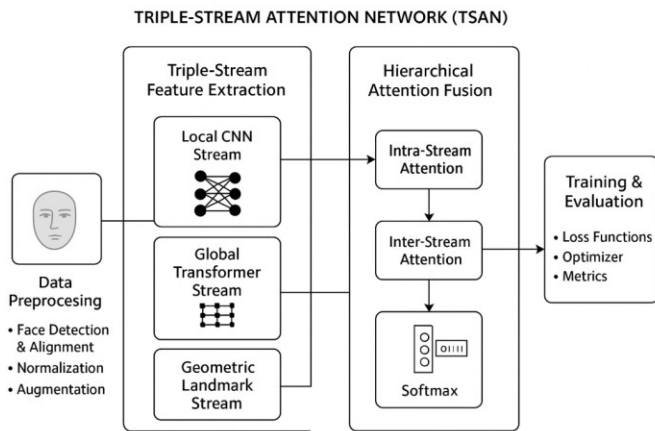 TRIPLE-STREAM ATTENTION NETWORK (TSAN)
Data
Preprocesing
• Face Detection
& Alignment
• Normalization
• Augmentation
Triple-Stream
Feature Extraction
Local CNN
Stream
Global
Transformer
Stream
Geometric
Landmark
Stream
Hierarchical
Attention Fusion
Intra-Stream
Attention
Inter-Stream
Attention
Softmax
Training &
Evaluation
• Loss Functions
• Optimizer
• Metrics